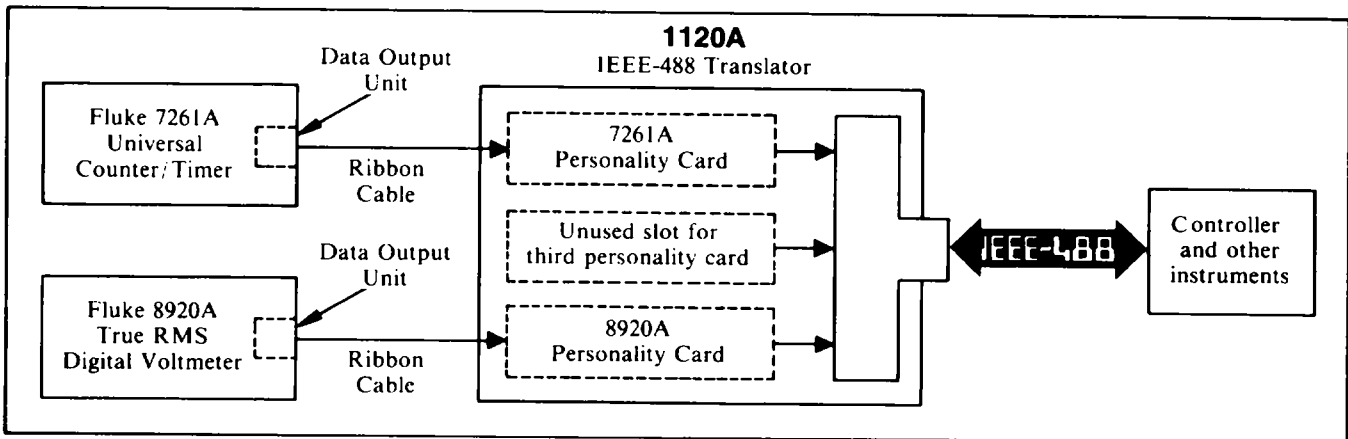 1120A
IEEE-488 Translator
Data Output
Unit
Fluke 7261A
Universal
Counter/Timer
Ribbon
Cable
7261A
Personality Card
Unused slot for
third personality card
Data Output
Unit
Fluke 8920A
True RMS
Digital Voltmeter
Ribbon
Cable
8920A
Personality Card
IEEE-488
Controller
and other
instruments